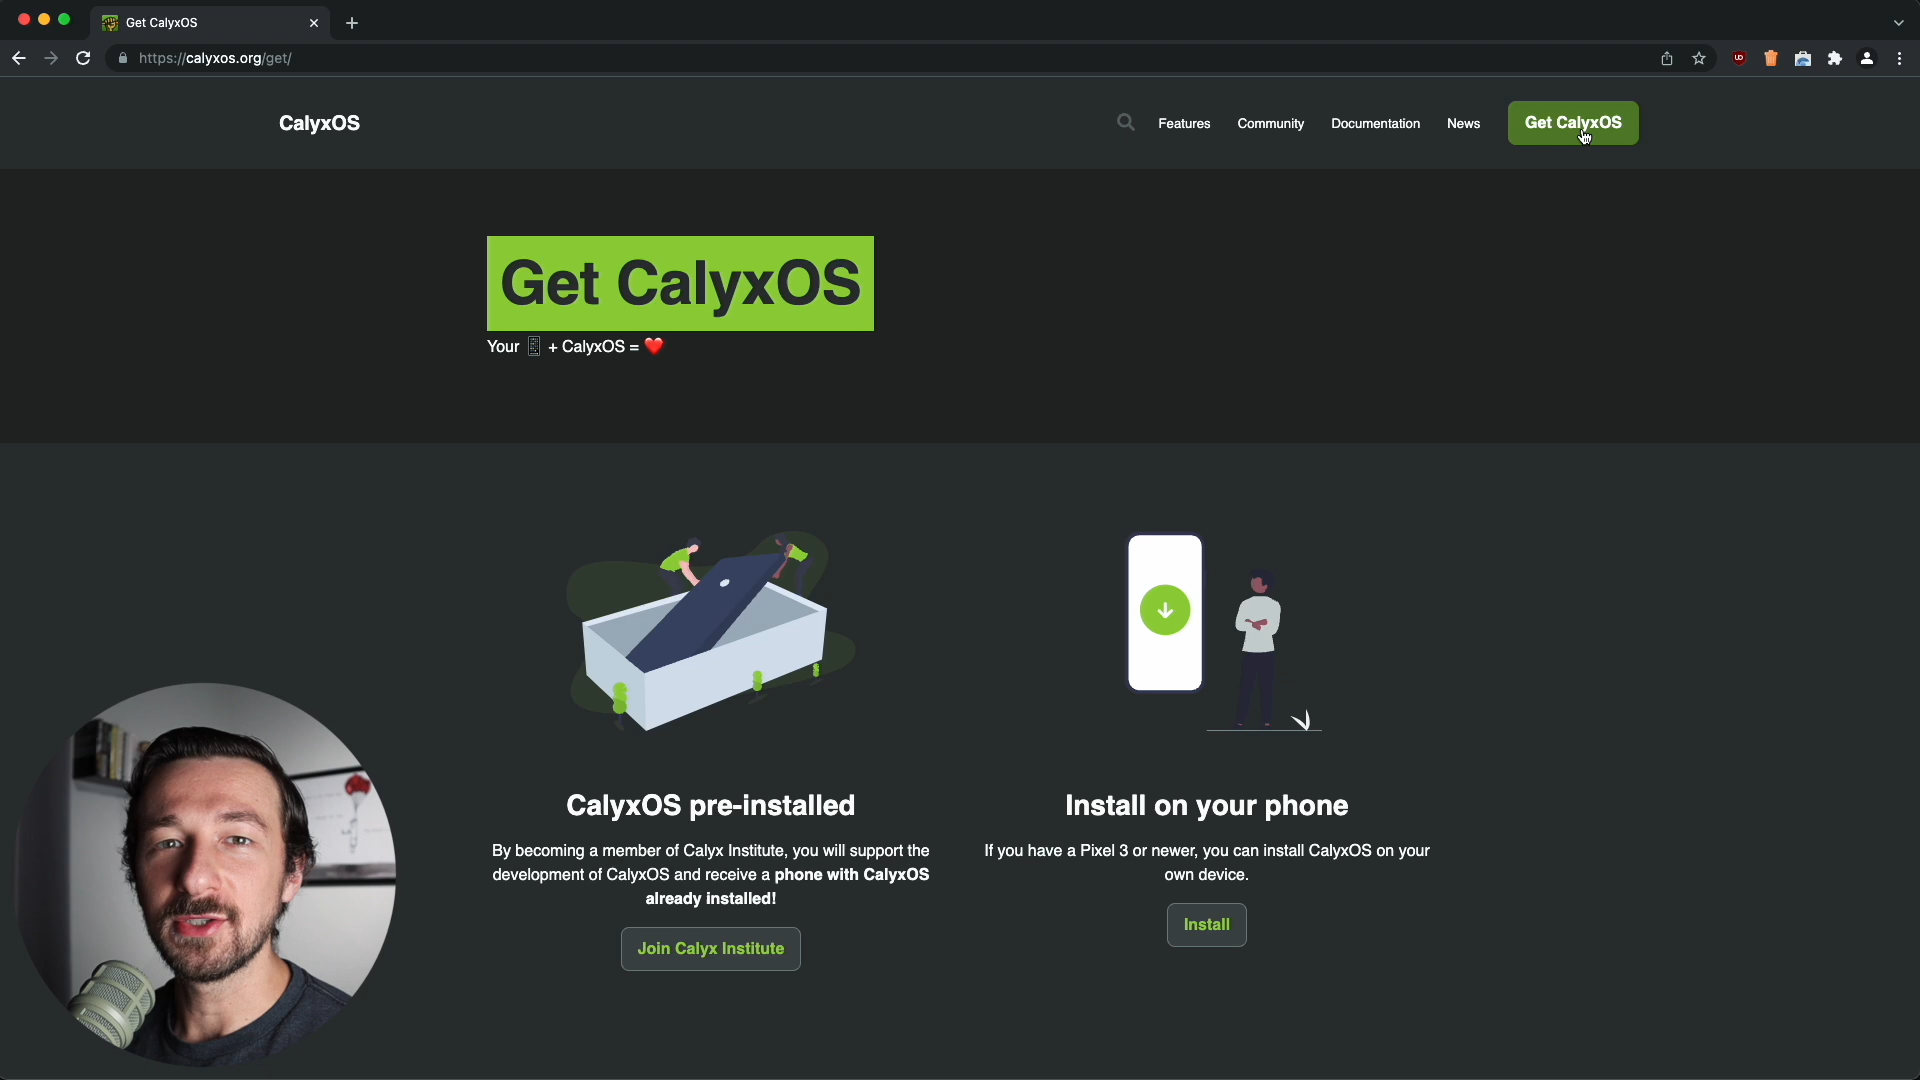 Get CalyxOS
https://calyxos.org/get/
CalyxOS
Features
Community
Documentation
News
Get CalyxOS
Get CalyxOS
Your 📱 + CalyxOS = ❤️
CalyxOS pre-installed
By becoming a member of Calyx Institute, you will support the
development of CalyxOS and receive a phone with CalyxOS
already installed!
Join Calyx Institute
Install on your phone
If you have a Pixel 3 or newer, you can install CalyxOS on your
own device.
Install